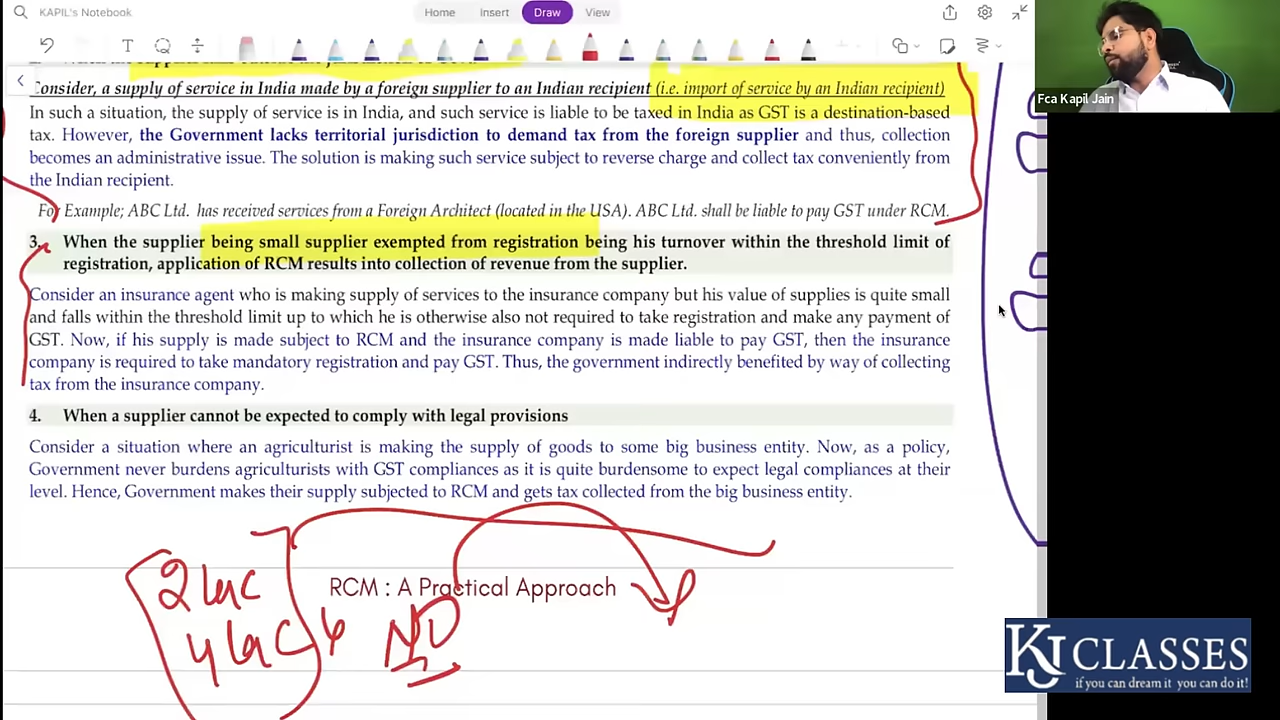 KAPIL's Notebook
Home Insert Draw View
Consider, a supply of service in India made by a foreign supplier to an Indian recipient (i.e. import of service by an Indian recipient)
In such a situation, the supply of service is in India, and such service is liable to be taxed in India as GST is a destination-based
tax. However, the Government lacks territorial jurisdiction to demand tax from the foreign supplier and thus, collection
becomes an administrative issue. The solution is making such service subject to reverse charge and collect tax conveniently from
the Indian recipient.
For Example; ABC Ltd. has received services from a Foreign Architect (located in the USA). ABC Ltd. shall be liable to pay GST under RCM.
3. When the supplier being small supplier exempted from registration being his turnover within the threshold limit of
registration, application of RCM results into collection of revenue from the supplier.
Consider an insurance agent who is making supply of services to the insurance company but his value of supplies is quite small
and falls within the threshold limit up to which he is otherwise also not required to take registration and make any payment of
GST. Now, if his supply is made subject to RCM and the insurance company is made liable to pay GST, then the insurance
company is required to take mandatory registration and pay GST. Thus, the government indirectly benefited by way of collecting
tax from the insurance company.
4. When a supplier cannot be expected to comply with legal provisions
Consider a situation where an agriculturist is making the supply of goods to some big business entity. Now, as a policy,
Government never burdens agriculturists with GST compliances as it is quite burdensome to expect legal compliances at their
level. Hence, Government makes their supply subjected to RCM and gets tax collected from the big business entity.
2 lac
RCM : A Practical Approach
4 lac
Fca Kapil Jain
KJ CLASSES
if you can dream it you can do it!